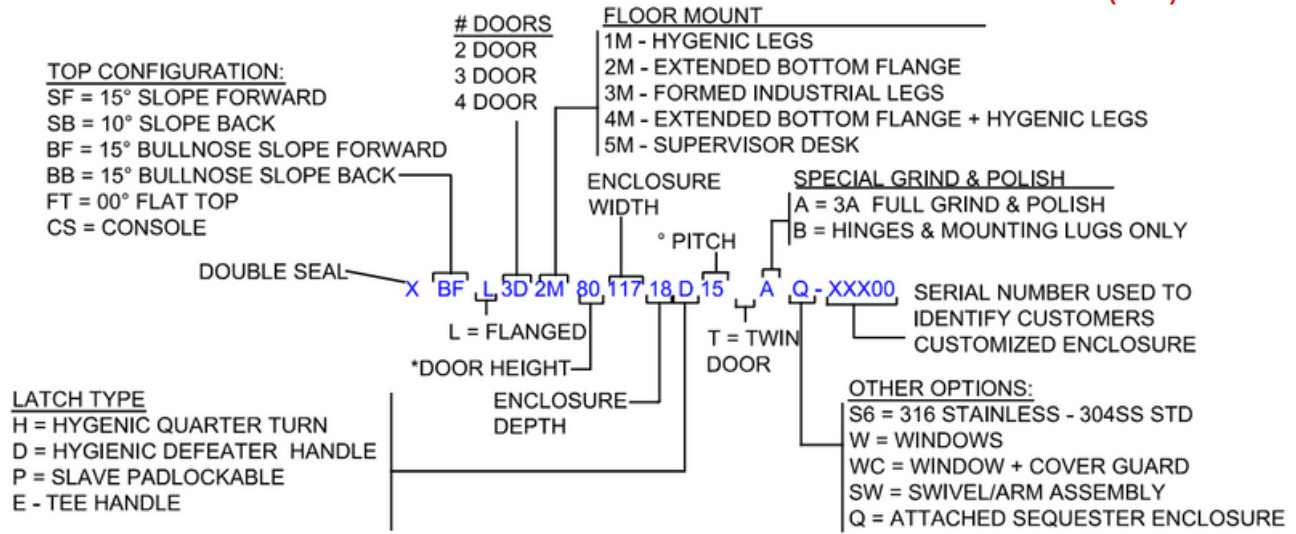 # DOORS
2 DOOR
3 DOOR
4 DOOR
FLOOR MOUNT
1M - HYGENIC LEGS
2M - EXTENDED BOTTOM FLANGE
3M - FORMED INDUSTRIAL LEGS
4M - EXTENDED BOTTOM FLANGE + HYGENIC LEGS
5M - SUPERVISOR DESK
TOP CONFIGURATION:
SF = 15° SLOPE FORWARD
SB = 10° SLOPE BACK
BF = 15° BULLNOSE SLOPE FORWARD
BB = 15° BULLNOSE SLOPE BACK
FT = 00° FLAT TOP
CS = CONSOLE
ENCLOSURE
WIDTH
° PITCH
SPECIAL GRIND & POLISH
A = 3A FULL GRIND & POLISH
B = HINGES & MOUNTING LUGS ONLY
DOUBLE SEAL
X BF L 3D 2M 80 117 18 D 15 A Q - XXX00
SERIAL NUMBER USED TO
IDENTIFY CUSTOMERS
CUSTOMIZED ENCLOSURE
L = FLANGED
*DOOR HEIGHT
ENCLOSURE
DEPTH
T = TWIN
DOOR
LATCH TYPE
H = HYGENIC QUARTER TURN
D = HYGIENIC DEFEATER HANDLE
P = SLAVE PADLOCKABLE
E - TEE HANDLE
OTHER OPTIONS:
S6 = 316 STAINLESS - 304SS STD
W = WINDOWS
WC = WINDOW + COVER GUARD
SW = SWIVEL/ARM ASSEMBLY
Q = ATTACHED SEQUESTER ENCLOSURE